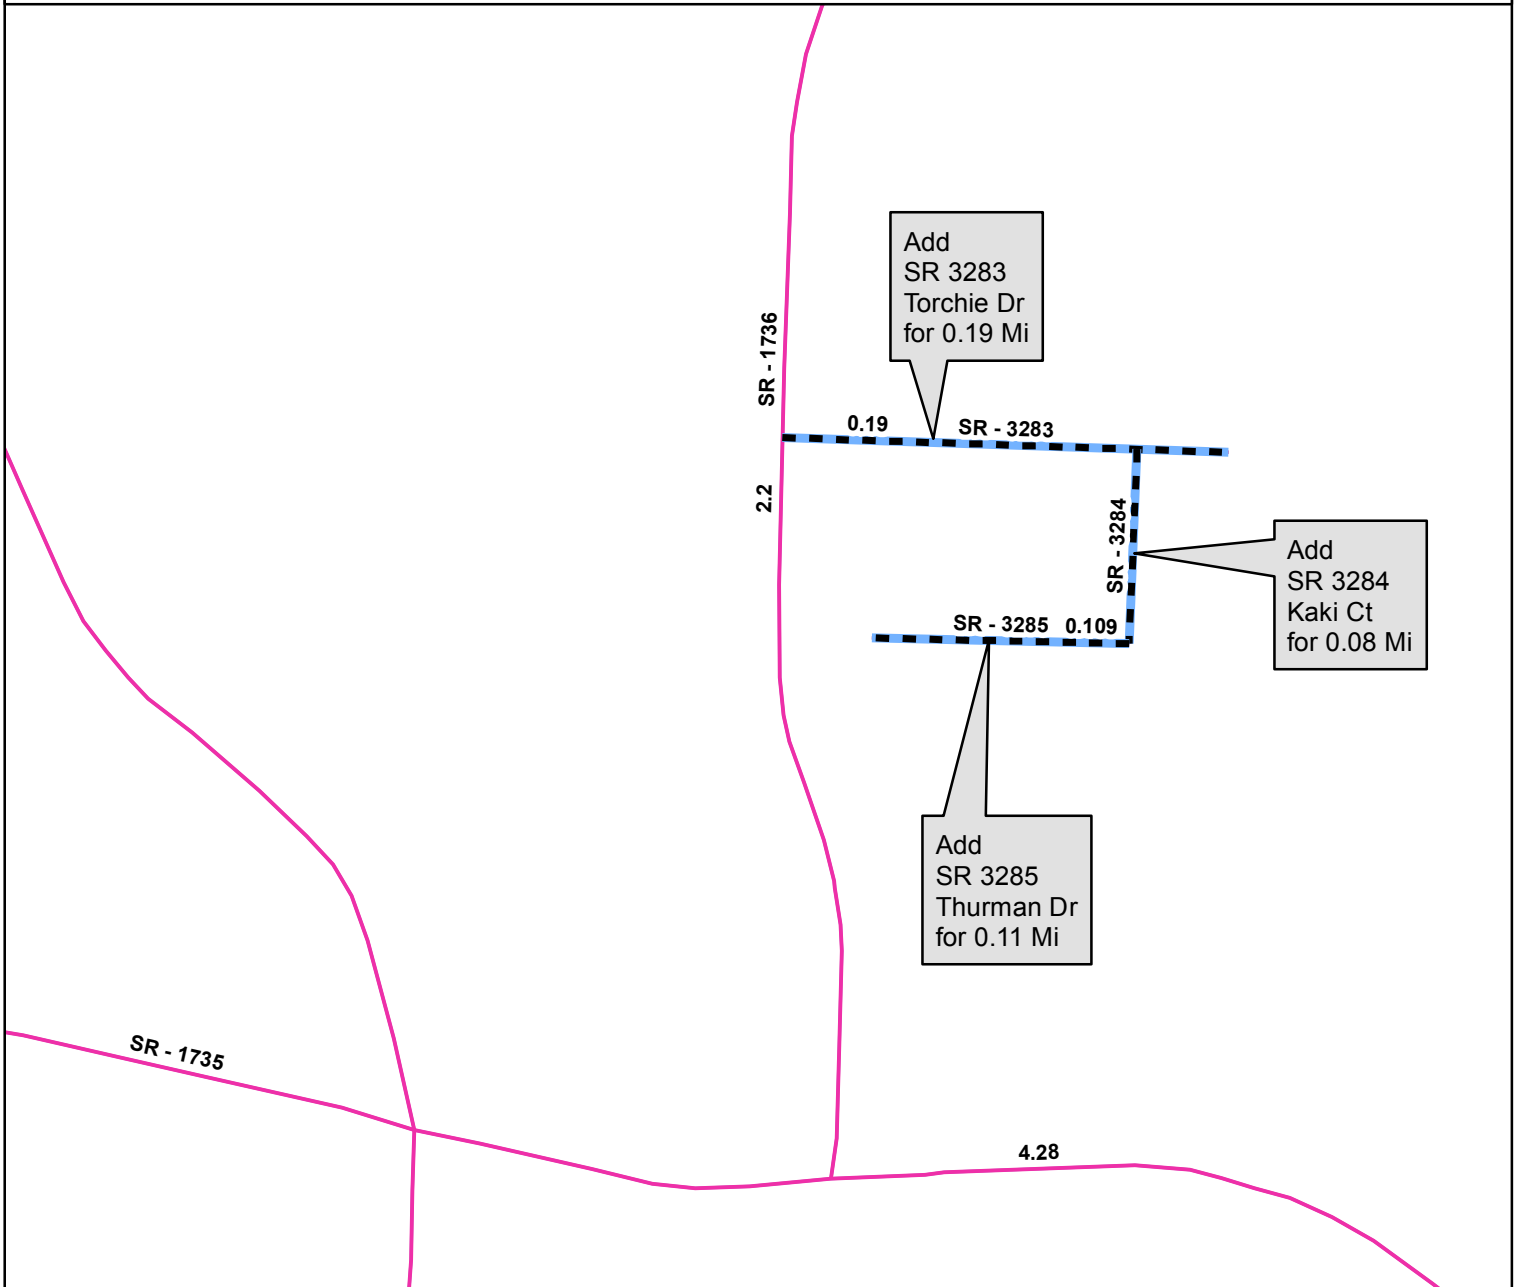 Add
SR 3283
Torchie Dr
for 0.19 Mi
SR - 1736
0.19
SR - 3283
2.2
SR - 3284
Add
SR 3284
Kaki Ct
for 0.08 Mi
SR - 3285
0.109
Add
SR 3285
Thurman Dr
for 0.11 Mi
SR - 1735
4.28